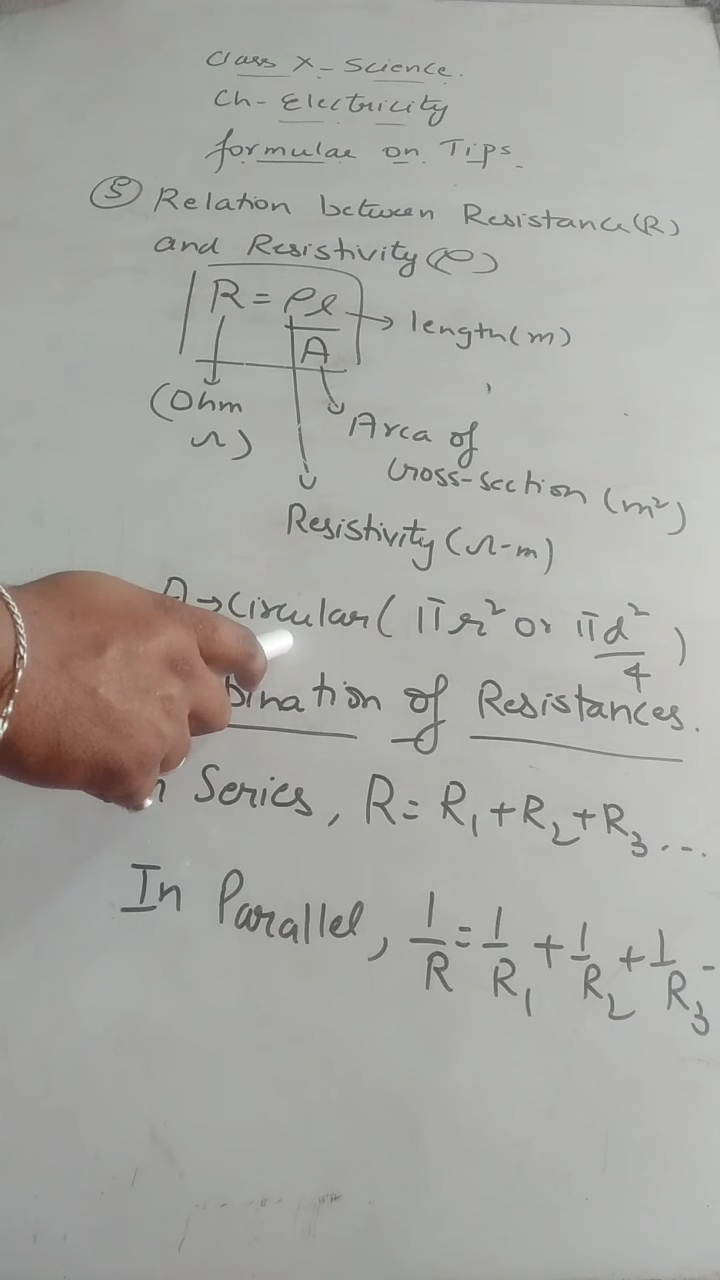 Class X - Science.
Ch- Electricity
formulae on Tips.
⑤ Relation between Resistance (R)
and Resistivity (ρ)
R = ρl/A → length (m)
(Ohm
Ω)
Area of
cross-section (m²)
Resistivity (Ω-m)
A → Circular ( πr² or πd²/4 )
bination of Resistances.
Series, R = R₁ + R₂ + R₃ ...
In Parallel, 1/R = 1/R₁ + 1/R₂ + 1/R₃ -